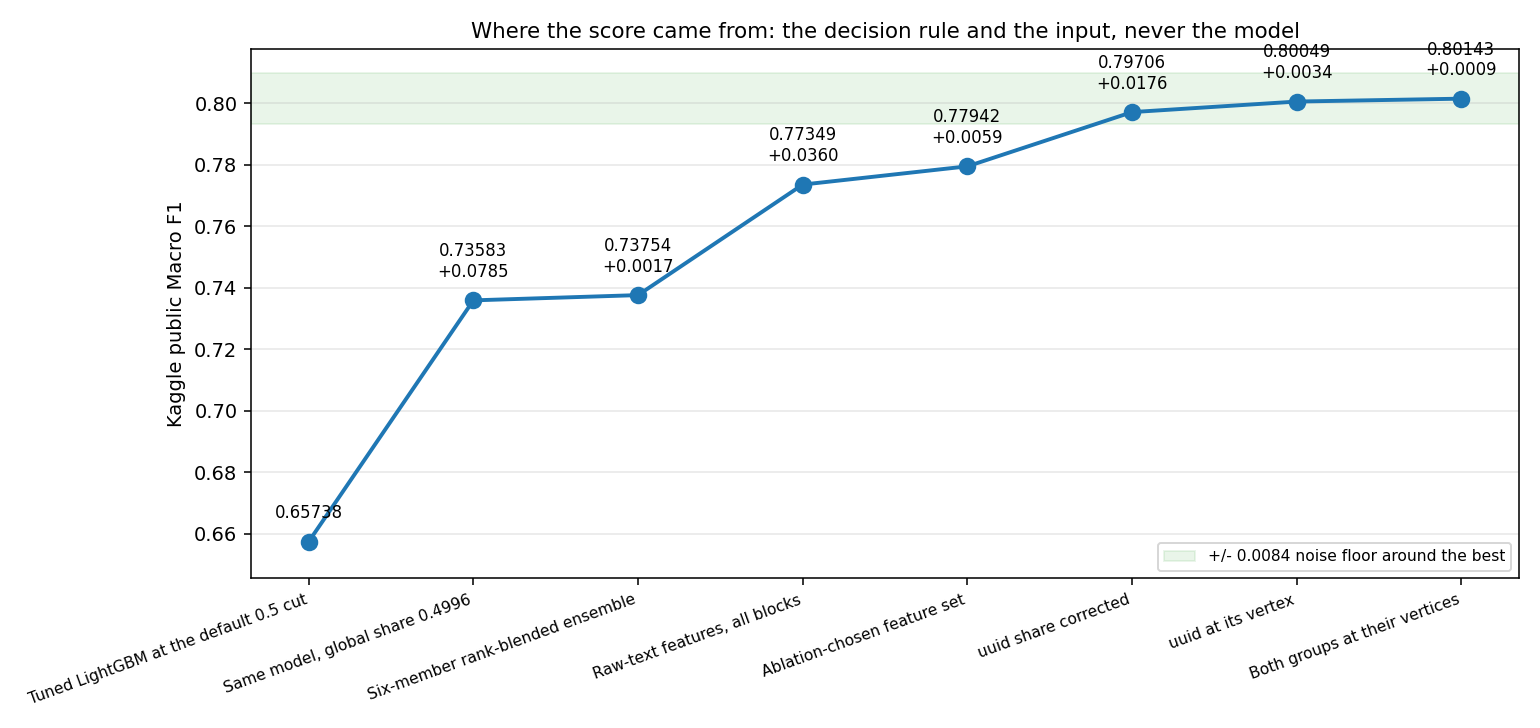 Where the score came from: the decision rule and the input, never the model
Kaggle public Macro F1
0.80
0.78
0.76
0.74
0.72
0.70
0.68
0.66
0.65738
0.73583
+0.0785
0.73754
+0.0017
0.77349
+0.0360
0.77942
+0.0059
0.79706
+0.0176
0.80049
+0.0034
0.80143
+0.0009
+/- 0.0084 noise floor around the best
Tuned LightGBM at the default 0.5 cut
Same model, global share 0.4996
Six-member rank-blended ensemble
Raw-text features, all blocks
Ablation-chosen feature set
uuid share corrected
uuid at its vertex
Both groups at their vertices